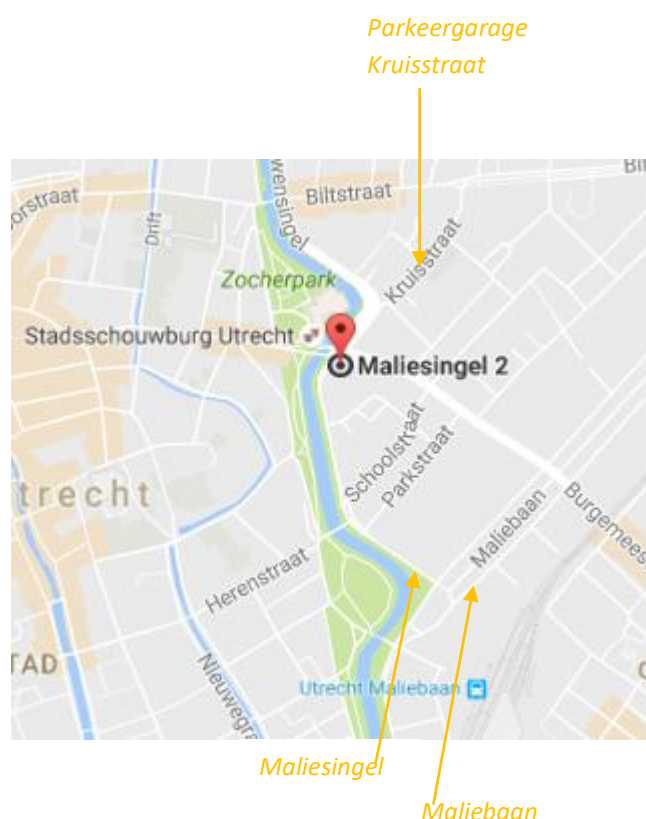 Parkeergarage
Kruisstraat
Biltstraat
Drift
Zocherpark
Kruisstraat
Stadsschouwburg Utrecht
Maliesingel 2
Schoolstraat
Parkstraat
trecht
Maliebaan
Herenstraat
TAD
Utrecht Maliebaan
Maliesingel
Maliebaan